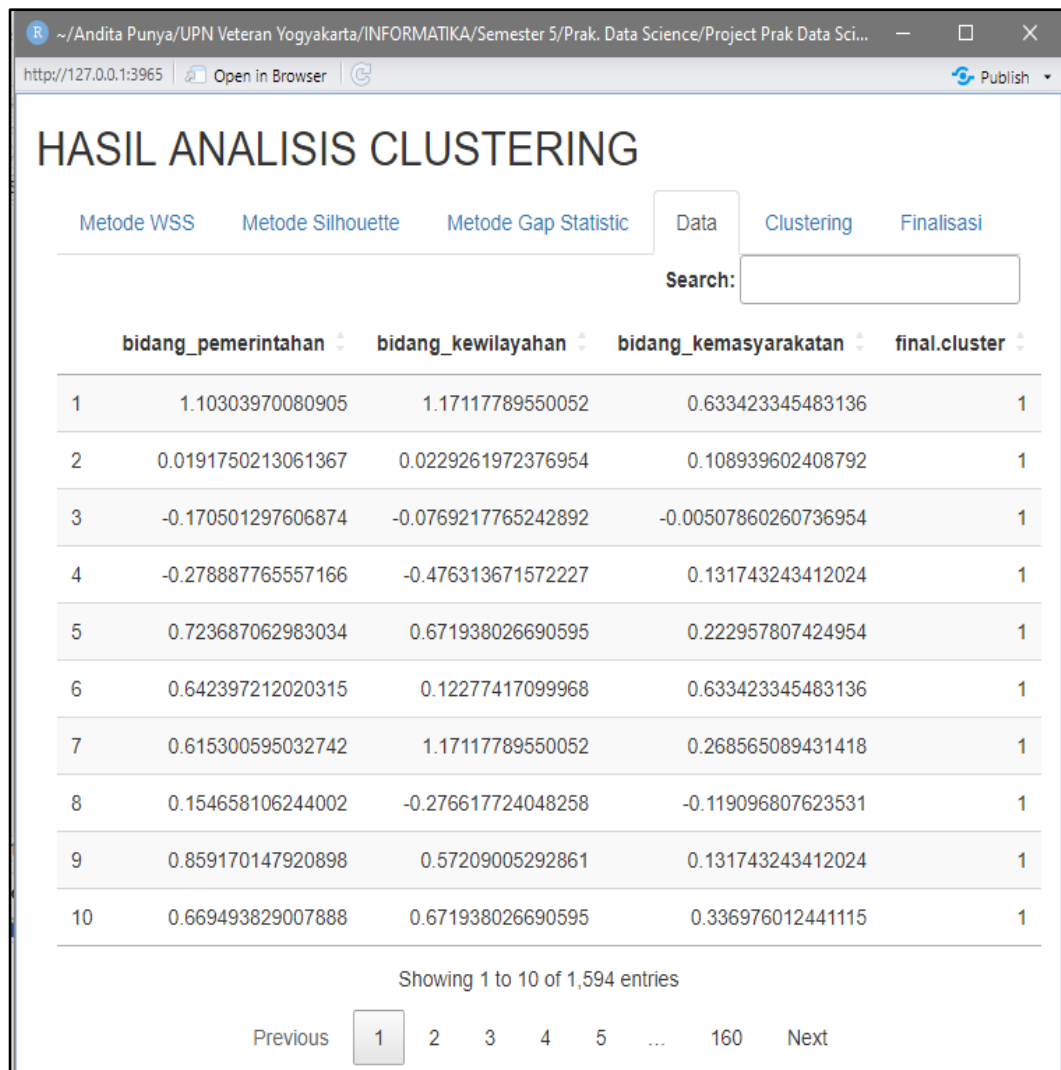 R ~/Andita Punya/UPN Veteran Yogyakarta/INFORMATIKA/Semester 5/Prak. Data Science/Project Prak Data Sci...
http://127.0.0.1:3965 Open in Browser Publish
HASIL ANALISIS CLUSTERING
Metode WSS Metode Silhouette Metode Gap Statistic Data Clustering Finalisasi
Search:
bidang_pemerintahan bidang_kewilayahan bidang_kemasyarakatan final.cluster
1 1.10303970080905 1.17117789550052 0.633423345483136 1
2 0.0191750213061367 0.0229261972376954 0.108939602408792 1
3 -0.170501297606874 -0.0769217765242892 -0.00507860260736954 1
4 -0.278887765557166 -0.476313671572227 0.131743243412024 1
5 0.723687062983034 0.671938026690595 0.222957807424954 1
6 0.642397212020315 0.12277417099968 0.633423345483136 1
7 0.615300595032742 1.17117789550052 0.268565089431418 1
8 0.154658106244002 -0.276617724048258 -0.119096807623531 1
9 0.859170147920898 0.57209005292861 0.131743243412024 1
10 0.669493829007888 0.671938026690595 0.336976012441115 1
Showing 1 to 10 of 1,594 entries
Previous 1 2 3 4 5 ... 160 Next